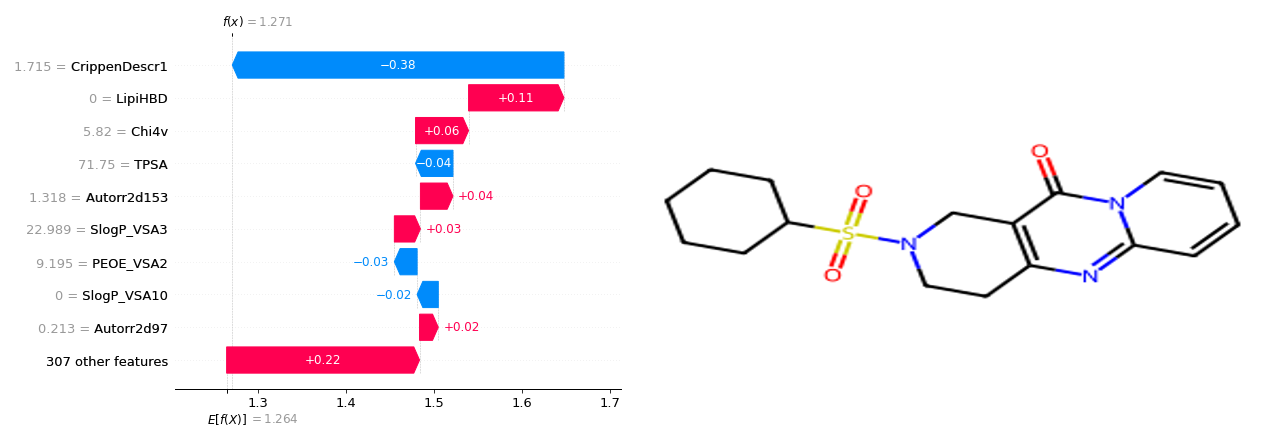 f(x) = 1.271
1.715 = CrippenDescr1
−0.38
0 = LipiHBD
+0.11
5.82 = Chi4v
+0.06
71.75 = TPSA
−0.04
1.318 = Autorr2d153
+0.04
22.989 = SlogP_VSA3
+0.03
9.195 = PEOE_VSA2
−0.03
0 = SlogP_VSA10
−0.02
0.213 = Autorr2d97
+0.02
307 other features
+0.22
1.3 1.4 1.5 1.6 1.7
E[f(X)] = 1.264
O
O
N
O
S
N
O
N